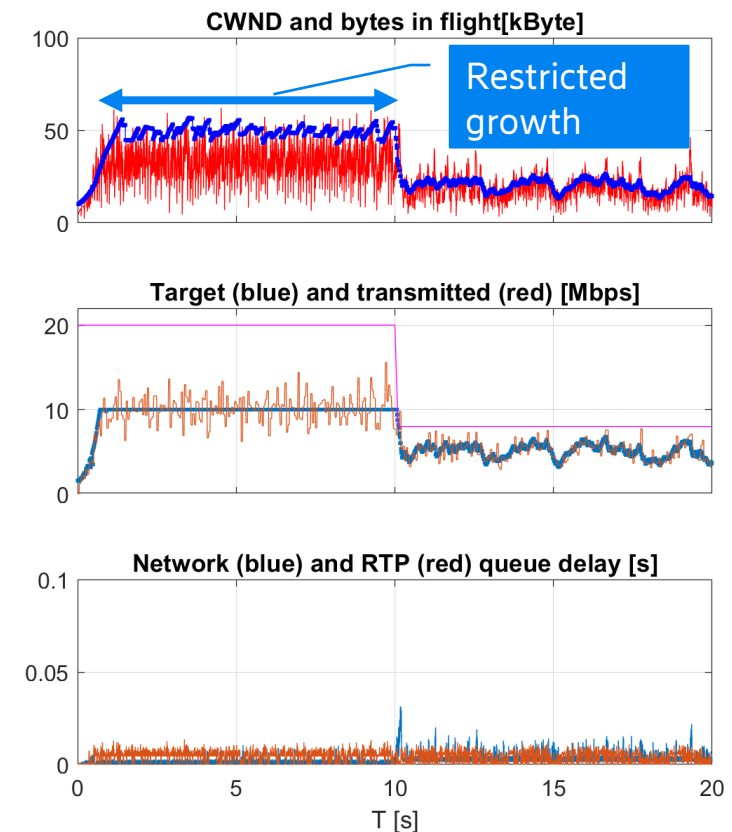 CWND and bytes in flight[kByte]
100
Restricted
growth
50
0
Target (blue) and transmitted (red) [Mbps]
20
10
0
Network (blue) and RTP (red) queue delay [s]
0.1
0.05
0
0 5 10 15 20
T [s]